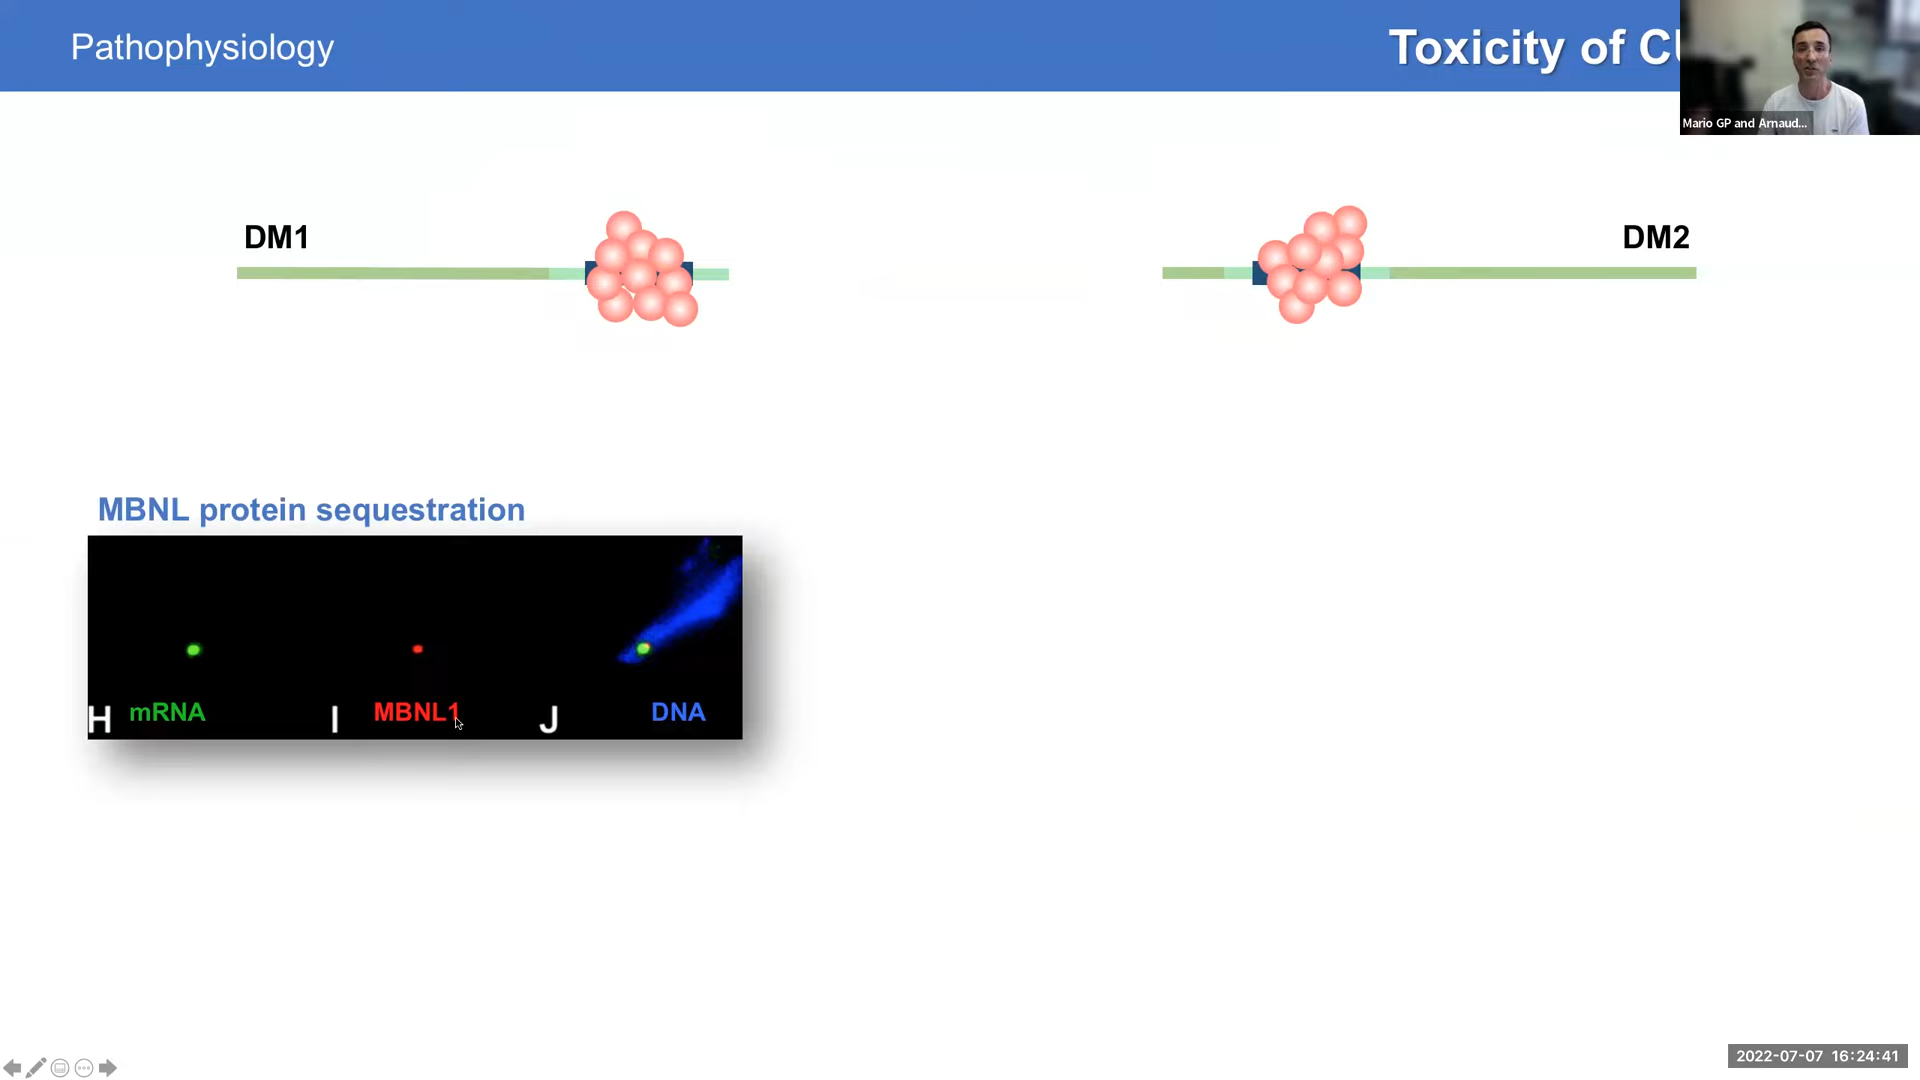 Pathophysiology
Toxicity of
Mario GP and Arnaud...
DM1
DM2
MBNL protein sequestration
H mRNA I MBNL1 J DNA
2022-07-07 16:24:41